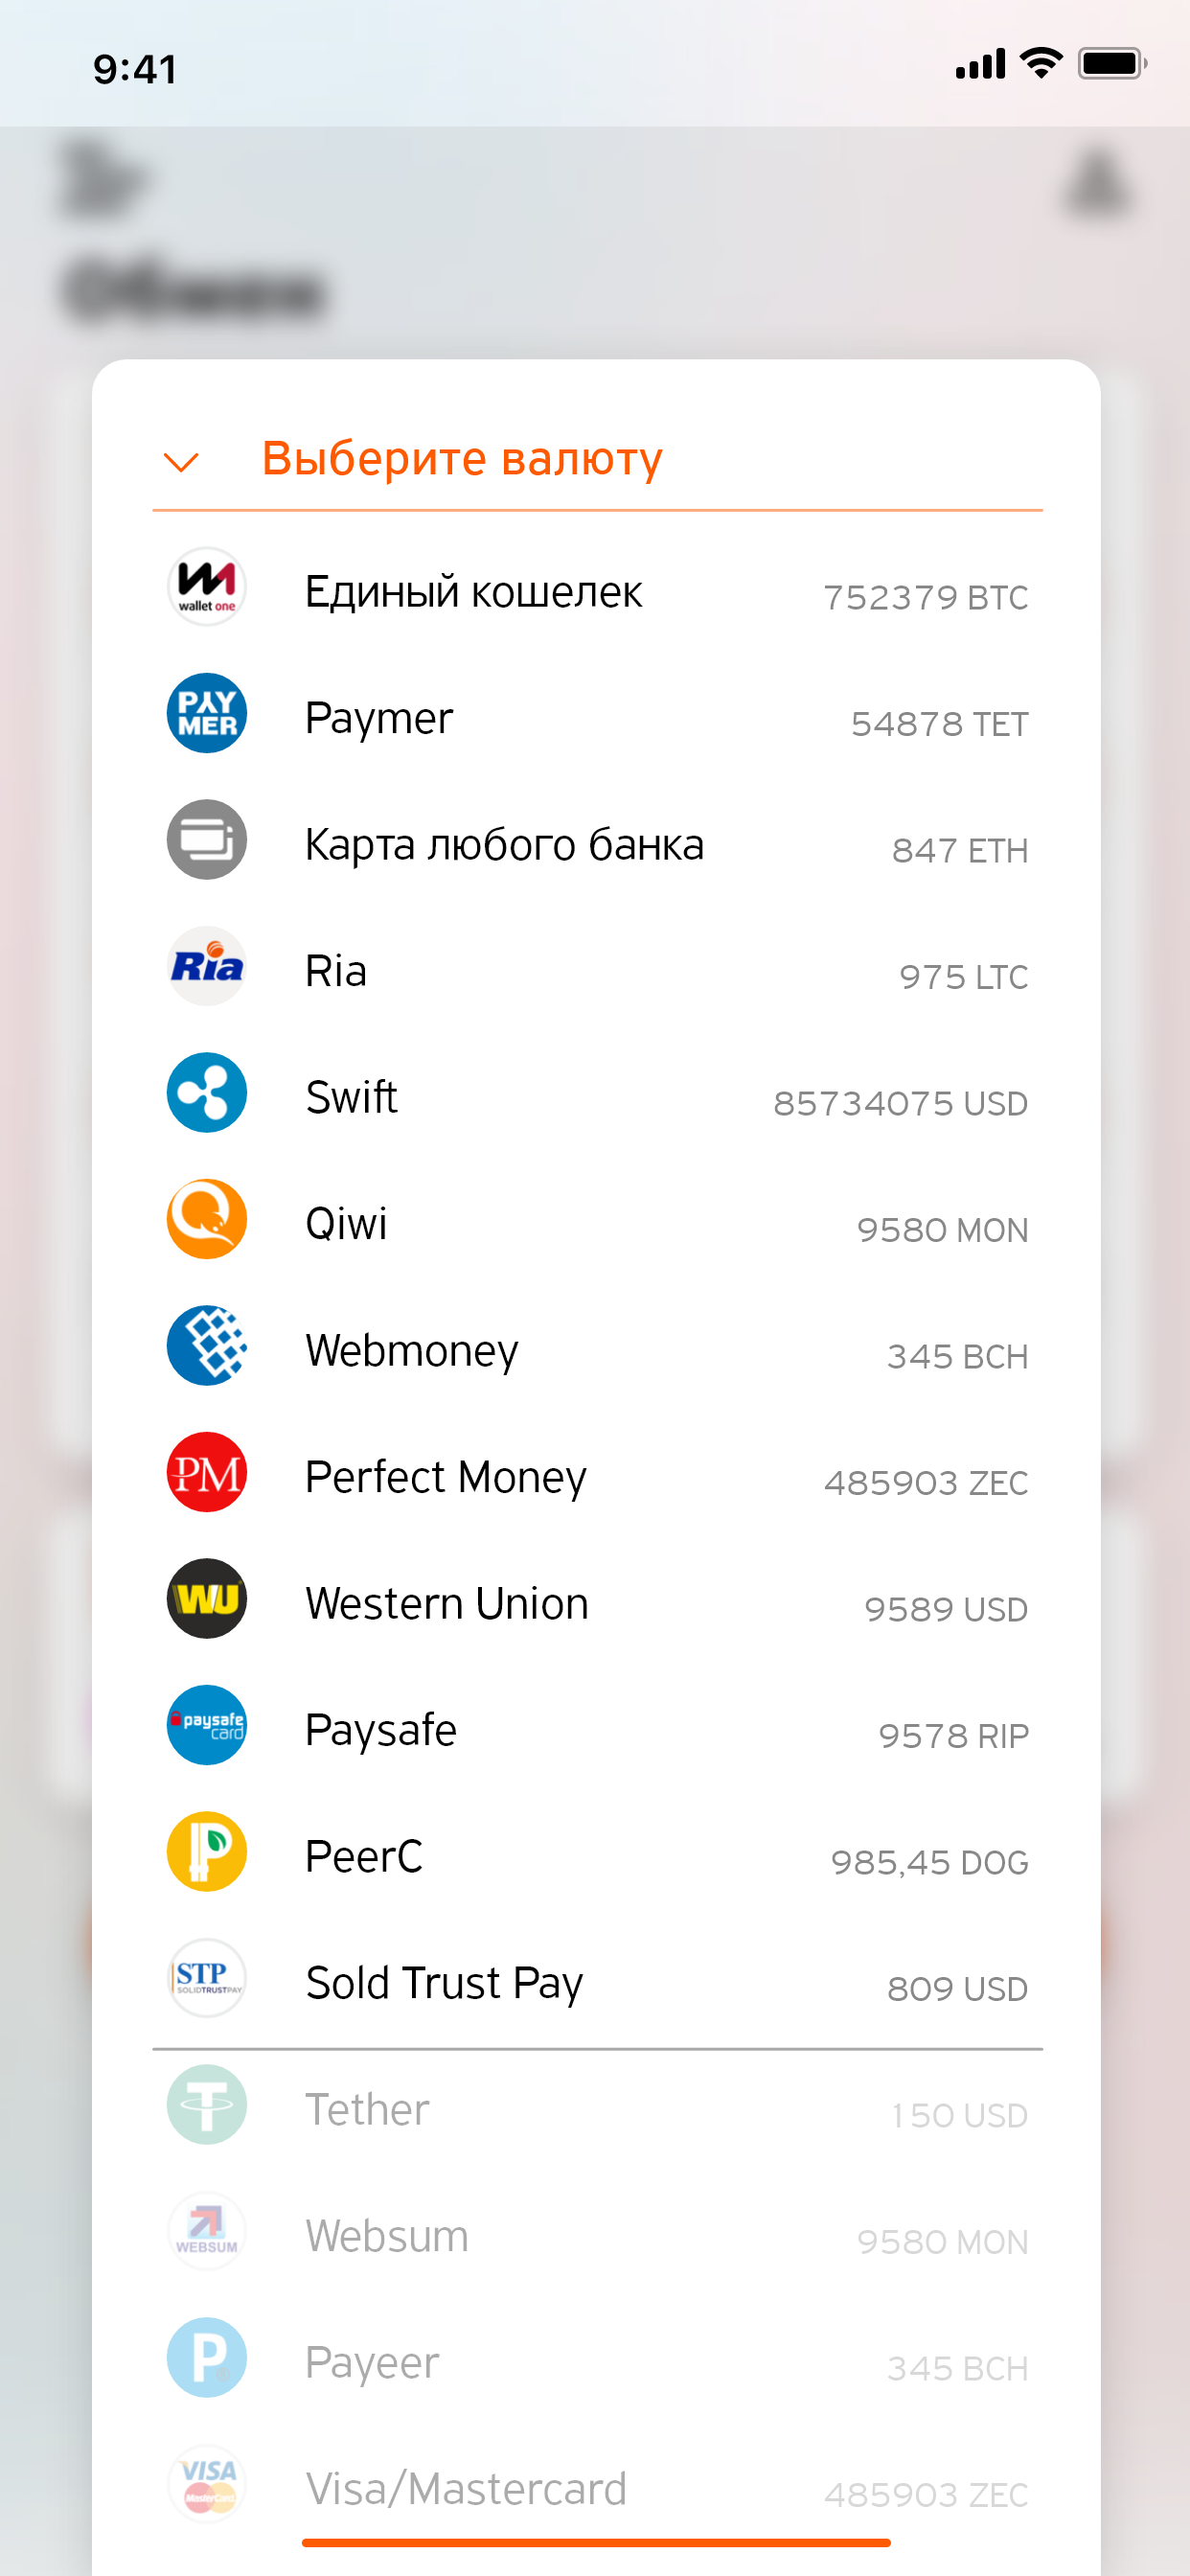 9:41
Обмен
Выберите валюту
wallet one
Единый кошелек 752379 BTC
PAY
MER
Paymer 54878 TET
Карта любого банка 847 ETH
Ria
Ria 975 LTC
Swift 85734075 USD
Qiwi 9580 MON
Webmoney 345 BCH
PM
Perfect Money 485903 ZEC
WU
Western Union 9589 USD
paysafe
card
Paysafe 9578 RIP
P
PeerC 985,45 DOG
STP
SOLIDTRUSTPAY
Sold Trust Pay 809 USD
Tether 150 USD
WEBSUM
Websum 9580 MON
P
Payeer 345 BCH
VISA
MasterCard
Visa/Mastercard 485903 ZEC